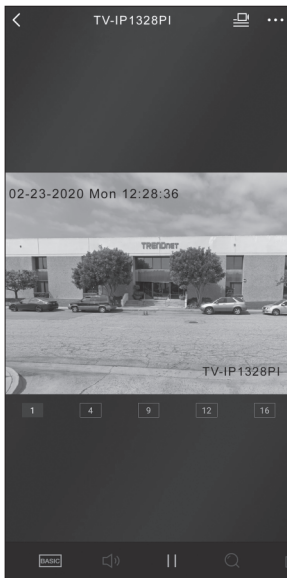 TV-IP1328PI
02-23-2020 Mon 12:28:36
TRENDNET
TV-IP1328PI
1 4 9 12 16
BASIC